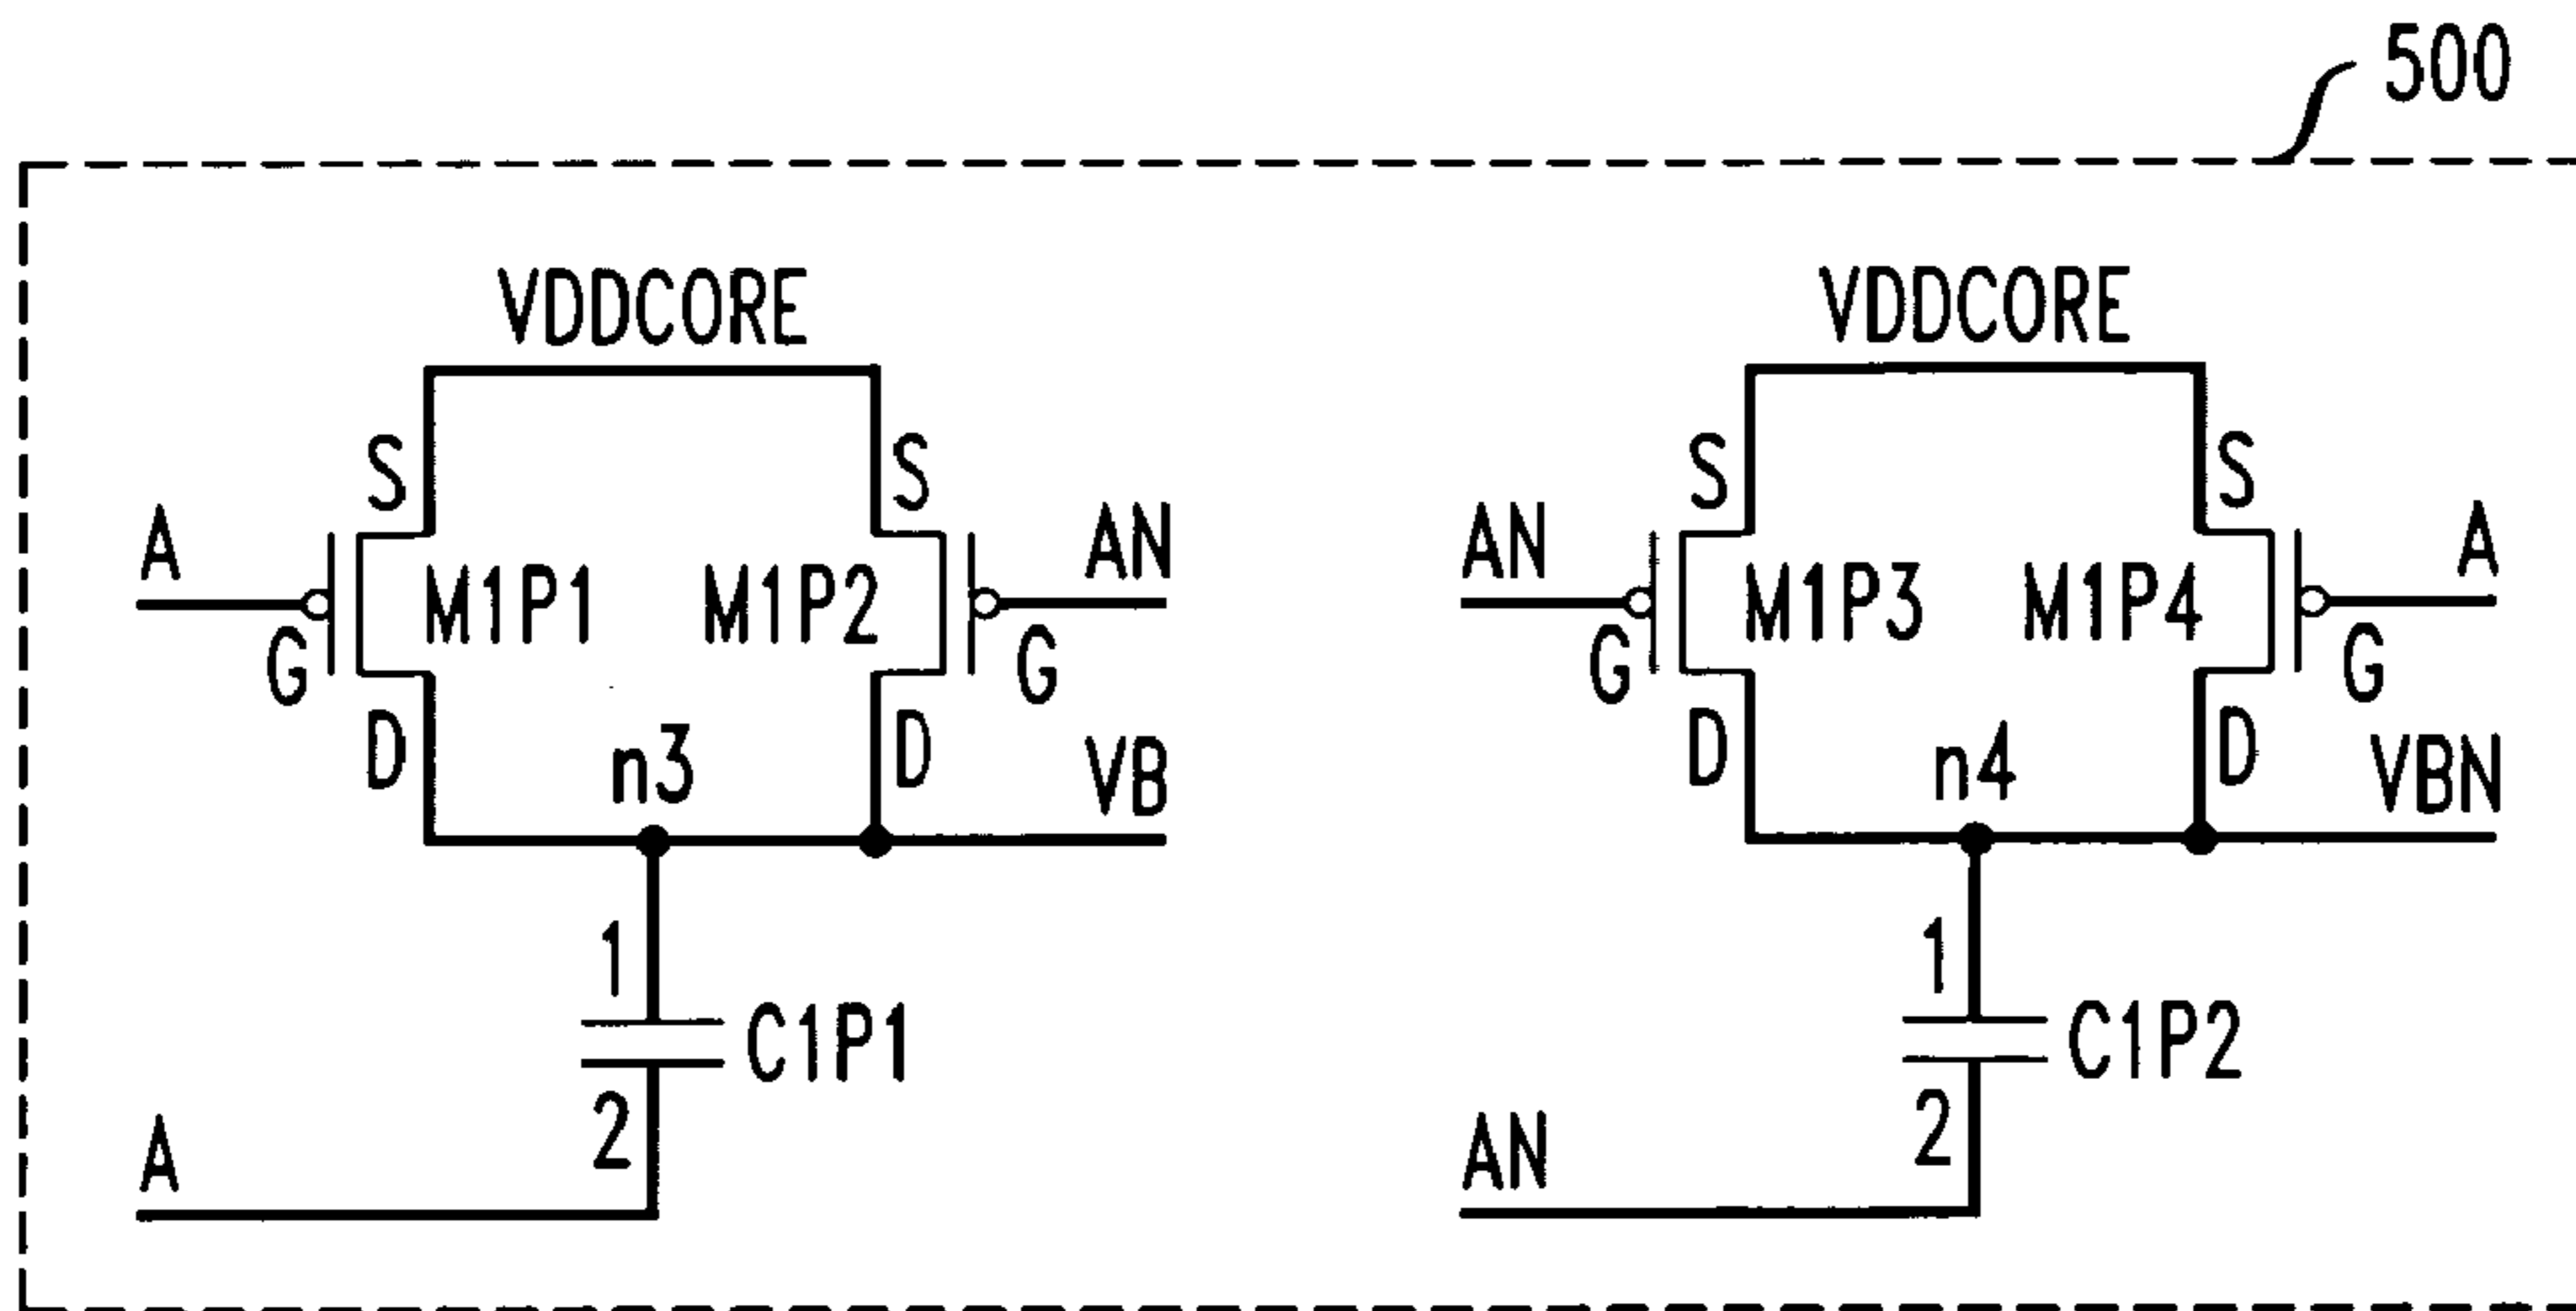 500
VDDCORE VDDCORE
S S S S
A M1P1 M1P2 AN AN M1P3 M1P4 A
G G G G
D n3 D VB D n4 D VBN
1 1
C1P1 C1P2
2 2
A AN